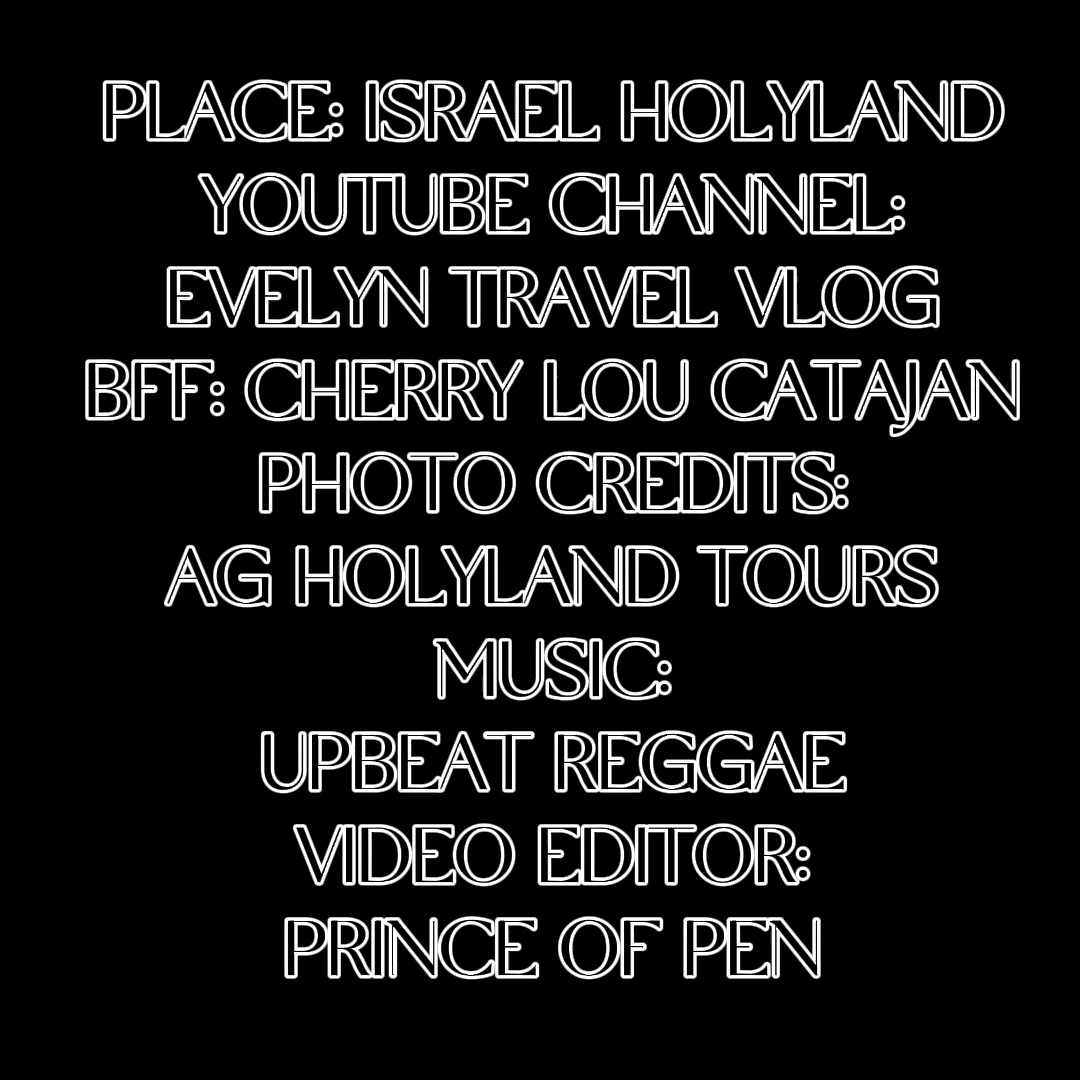 PLACE: ISRAEL HOLYLAND
YOUTUBE CHANNEL:
EVELYN TRAVEL VLOG
BFF: CHERRY LOU CATAJAN
PHOTO CREDITS:
AG HOLYLAND TOURS
MUSIC:
UPBEAT REGGAE
VIDEO EDITOR:
PRINCE OF PEN